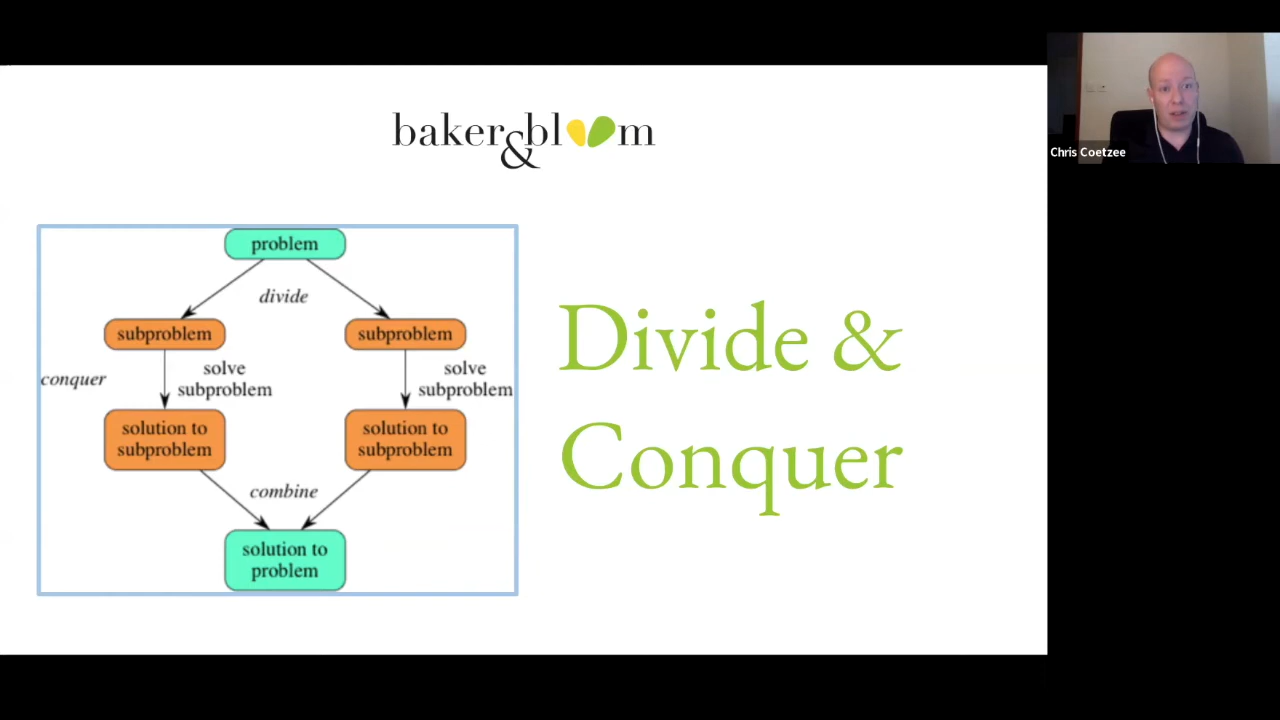 baker&bloom
Chris Coetzee
problem
divide
subproblem
subproblem
conquer
solve
subproblem
solve
subproblem
solution to
subproblem
solution to
subproblem
combine
solution to
problem
Divide &
Conquer